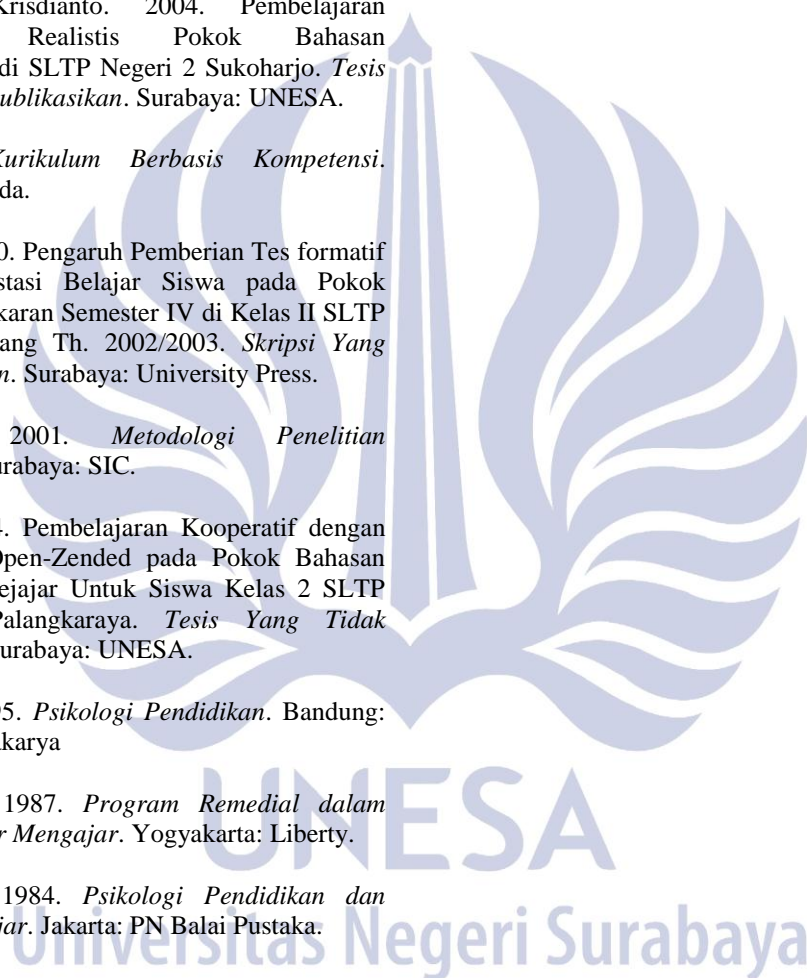 Krisdianto. 2004. Pembelajaran
Realistis Pokok Bahasan
di SLTP Negeri 2 Sukoharjo. Tesis
ublikasikan. Surabaya: UNESA.
Kurikulum Berbasis Kompetensi.
da.
0. Pengaruh Pemberian Tes formatif
stasi Belajar Siswa pada Pokok
karan Semester IV di Kelas II SLTP
ang Th. 2002/2003. Skripsi Yang
n. Surabaya: University Press.
2001. Metodologi Penelitian
urabaya: SIC.
4. Pembelajaran Kooperatif dengan
Open-Zended pada Pokok Bahasan
ejajar Untuk Siswa Kelas 2 SLTP
Palangkaraya. Tesis Yang Tidak
urabaya: UNESA.
95. Psikologi Pendidikan. Bandung:
akarya
1987. Program Remedial dalam
r Mengajar. Yogyakarta: Liberty.
1984. Psikologi Pendidikan dan
jar. Jakarta: PN Balai Pustaka.
UNESA
Universitas Negeri Surabaya